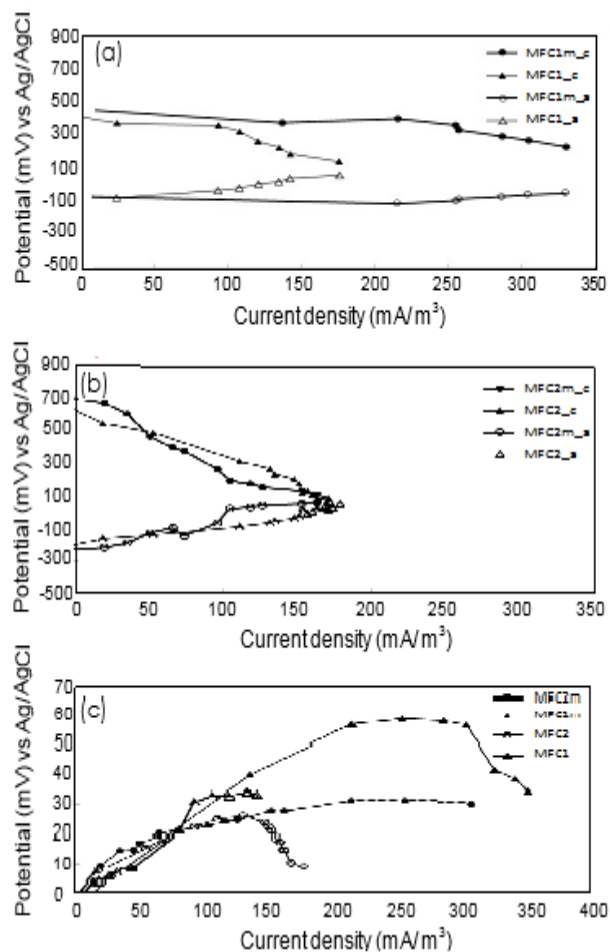 (a)
900
700
500
300
100
-100
-300
-500
Potential (mV) vs Ag/AgCl
0 50 100 150 200 250 300 350
Current density (mA/m³)
MFC1m_c
MFC1_c
MFC1m_a
MFC1_a
(b)
900
700
500
300
100
-100
-300
-500
Potential (mV) vs Ag/AgCl
0 50 100 150 200 250 300 350
Current density (mA/m³)
MFC2m_c
MFC2_c
MFC2m_a
MFC2_a
(c)
70
60
50
40
30
20
10
0
Potential (mV) vs Ag/AgCl
0 50 100 150 200 250 300 350 400
Current density (mA/m³)
MFC2m
MFC1m
MFC2
MFC1